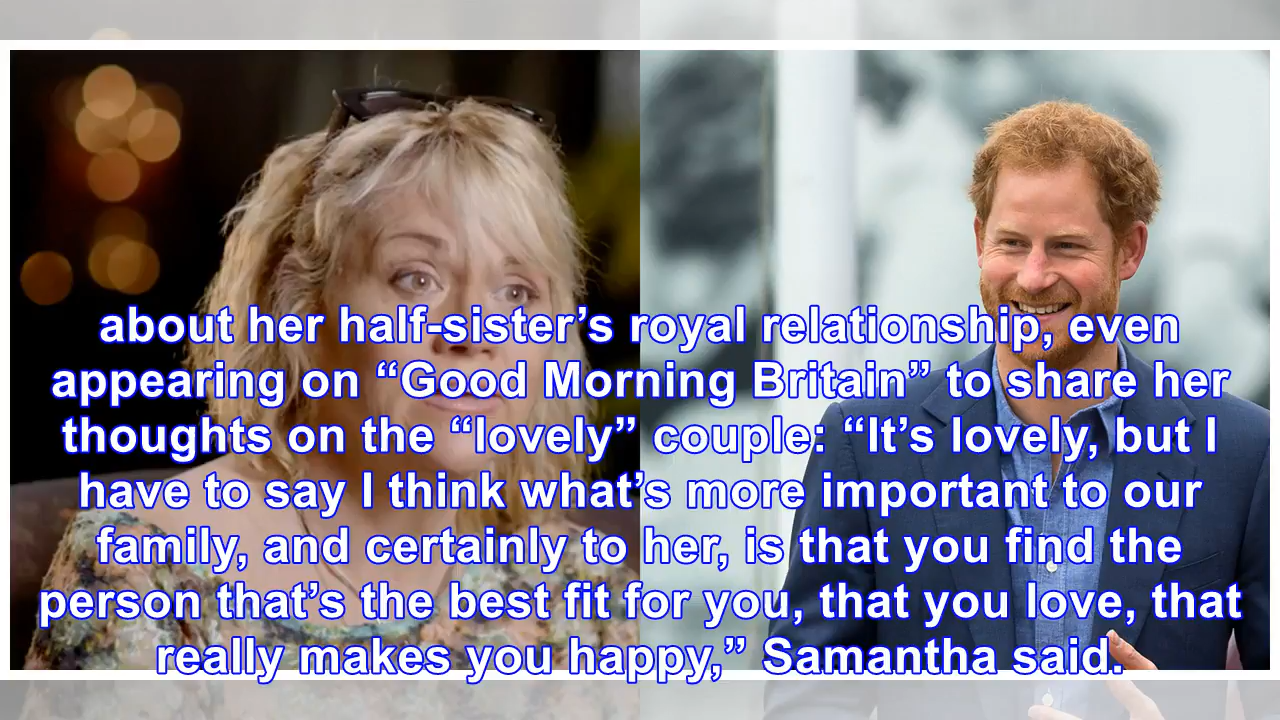 about her half-sister’s royal relationship, even
appearing on “Good Morning Britain” to share her
thoughts on the “lovely” couple: “It’s lovely, but I
have to say I think what’s more important to our
family, and certainly to her, is that you find the
person that’s the best fit for you, that you love, that
really makes you happy,” Samantha said.